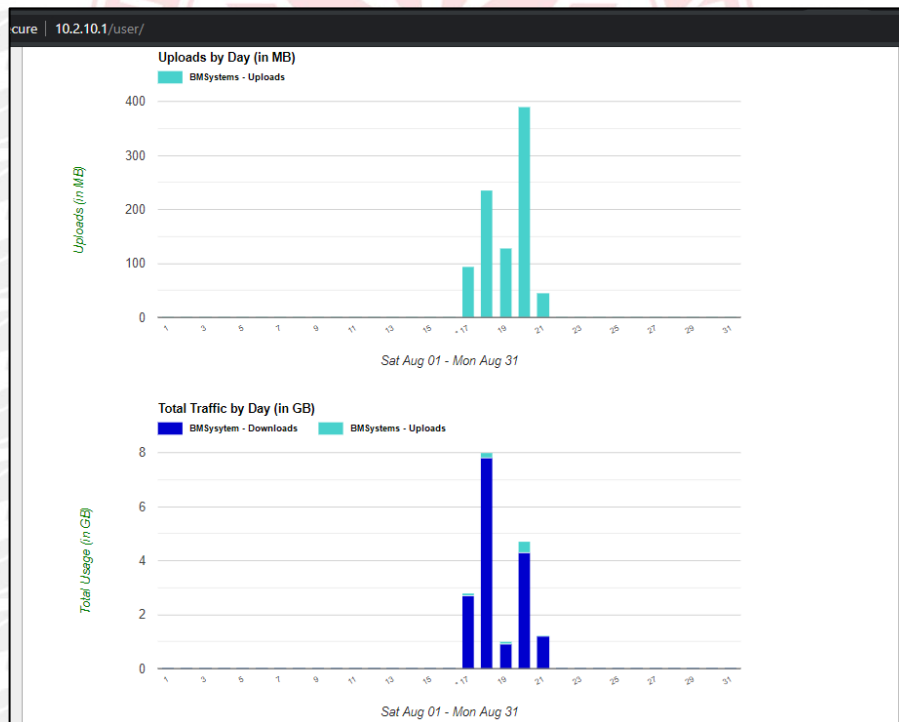 cure | 10.2.10.1/user/
Uploads by Day (in MB)
BMSystems - Uploads
400
300
200
100
0
Uploads (in MB)
1 3 5 7 9 11 13 15 * 17 19 21 23 25 27 29 31
Sat Aug 01 - Mon Aug 31
Total Traffic by Day (in GB)
BMSysytem - Downloads BMSystems - Uploads
8
6
4
2
0
Total Usage (in GB)
1 3 5 7 9 11 13 15 * 17 19 21 23 25 27 29 31
Sat Aug 01 - Mon Aug 31